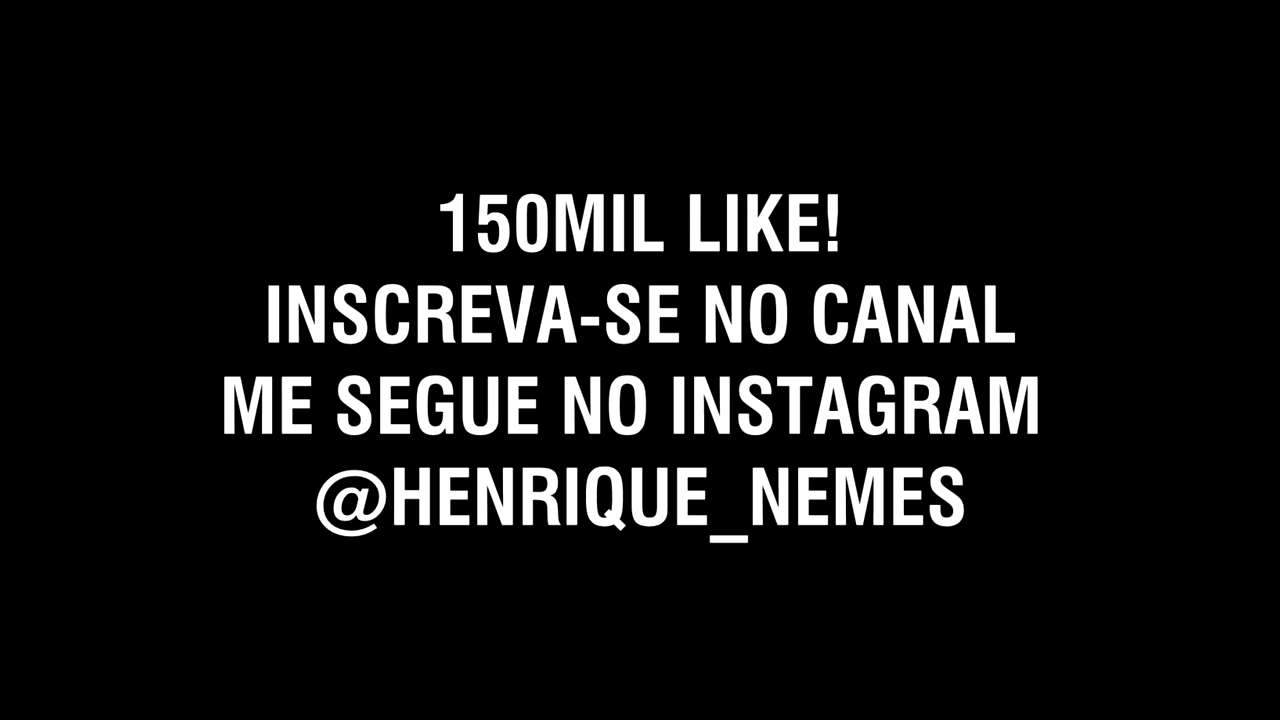 150MIL LIKE!
INSCREVA-SE NO CANAL
ME SEGUE NO INSTAGRAM
@HENRIQUE_NEMES